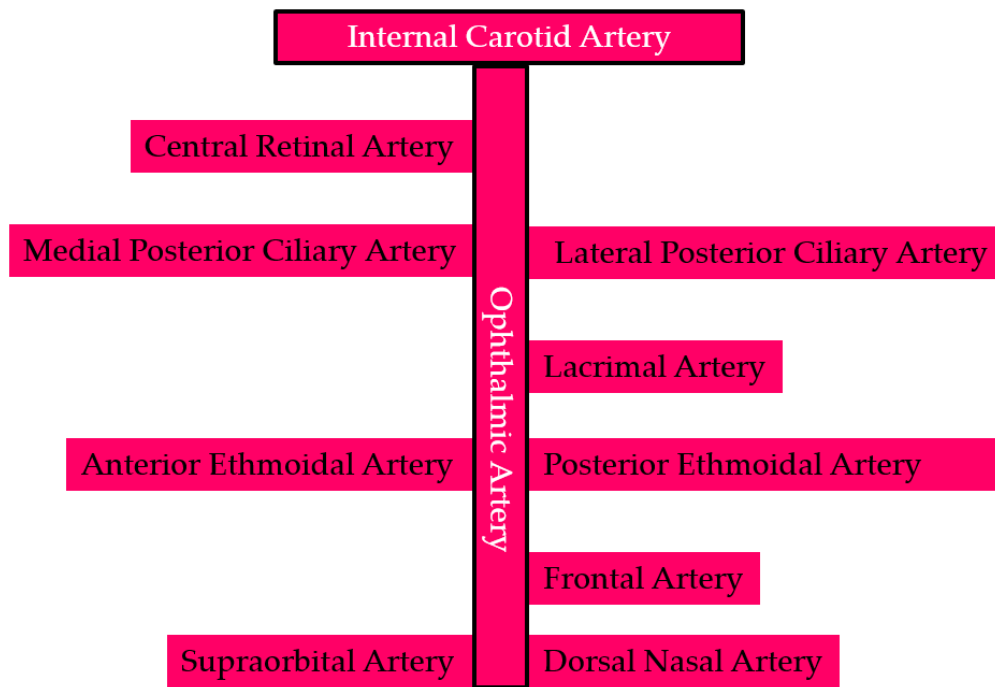 Internal Carotid Artery
Central Retinal Artery
Medial Posterior Ciliary Artery
Lateral Posterior Ciliary Artery
Ophthalmic Artery
Lacrimal Artery
Anterior Ethmoidal Artery
Posterior Ethmoidal Artery
Frontal Artery
Supraorbital Artery
Dorsal Nasal Artery